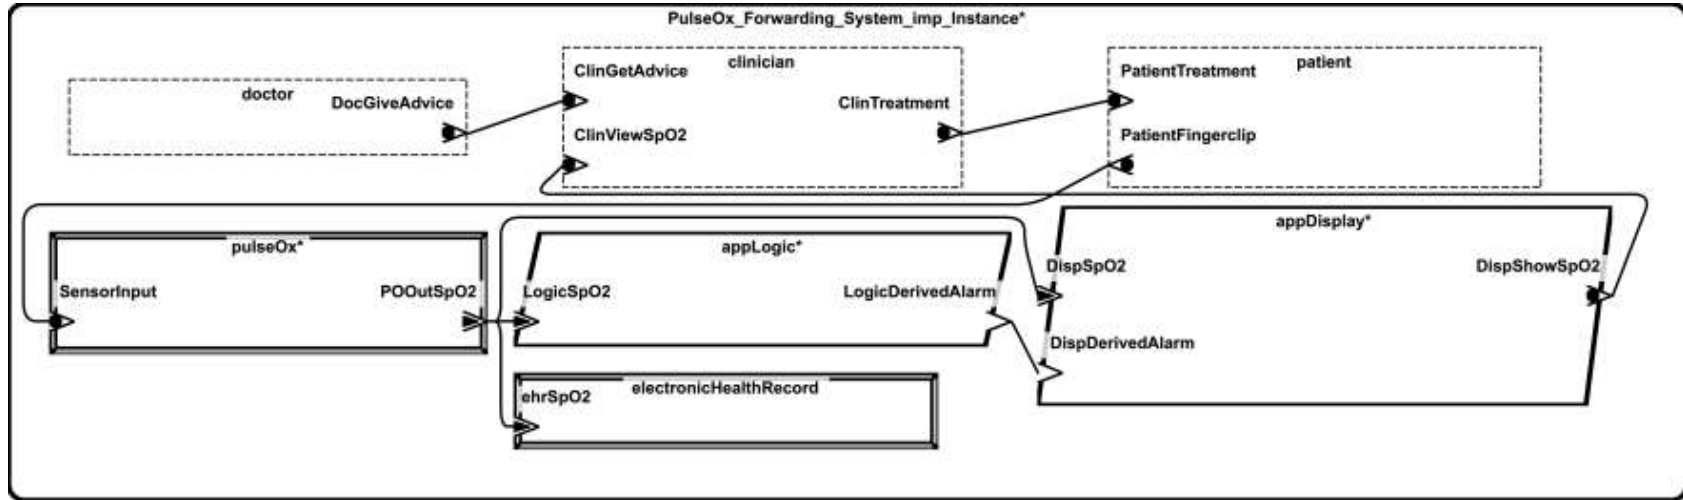 PulseOx_Forwarding_System_imp_Instance*
doctor
DocGiveAdvice
clinician
ClinGetAdvice
ClinTreatment
ClinViewSpO2
patient
PatientTreatment
PatientFingerclip
pulseOx*
SensorInput
POOutSpO2
appLogic*
LogicSpO2
LogicDerivedAlarm
appDisplay*
DispSpO2
DispShowSpO2
DispDerivedAlarm
electronicHealthRecord
ehrSpO2